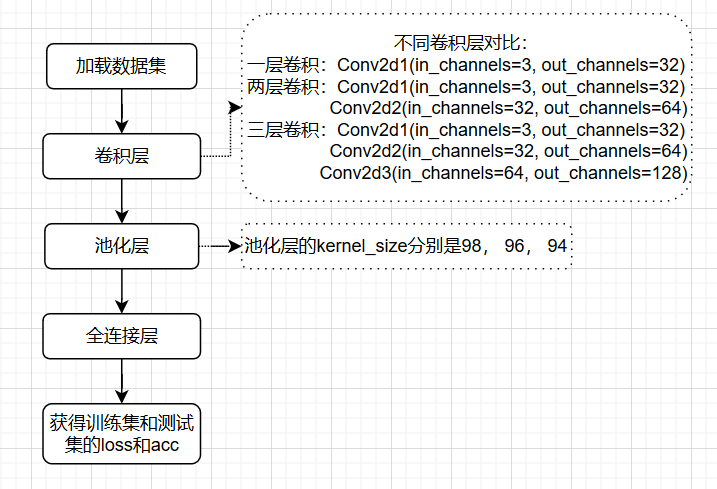 加载数据集
不同卷积层对比：
一层卷积：Conv2d1(in_channels=3, out_channels=32)
两层卷积：Conv2d1(in_channels=3, out_channels=32)
Conv2d2(in_channels=32, out_channels=64)
三层卷积：Conv2d1(in_channels=3, out_channels=32)
Conv2d2(in_channels=32, out_channels=64)
Conv2d3(in_channels=64, out_channels=128)
卷积层
池化层
池化层的kernel_size分别是98， 96， 94
全连接层
获得训练集和测试
集的loss和acc